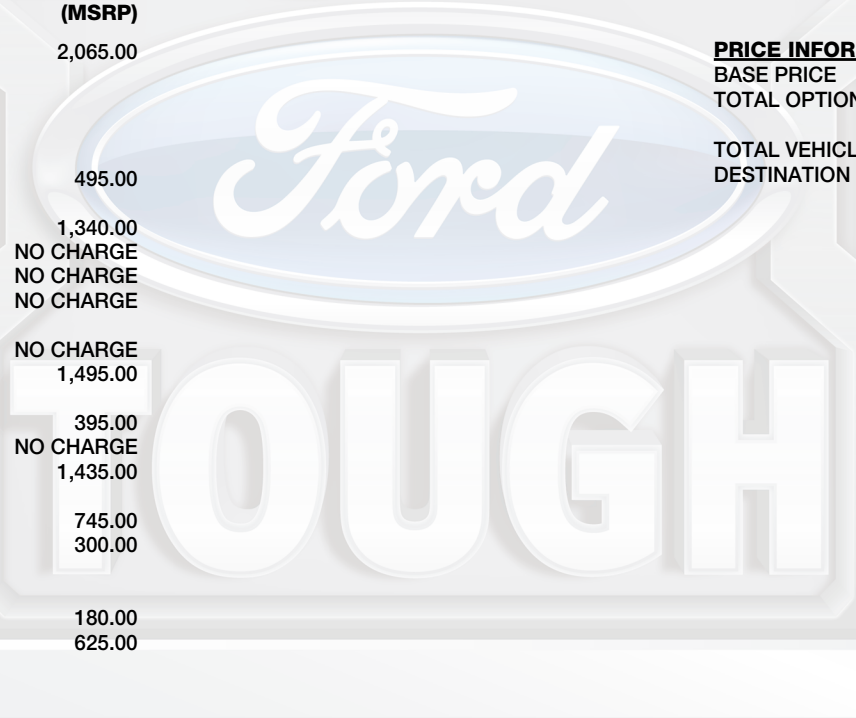 (MSRP)
2,065.00
495.00
1,340.00
NO CHARGE
NO CHARGE
NO CHARGE
NO CHARGE
1,495.00
395.00
NO CHARGE
1,435.00
745.00
300.00
180.00
625.00
PRICE INFOR
BASE PRICE
TOTAL OPTION
TOTAL VEHICL
DESTINATION
Ford
TOUGH